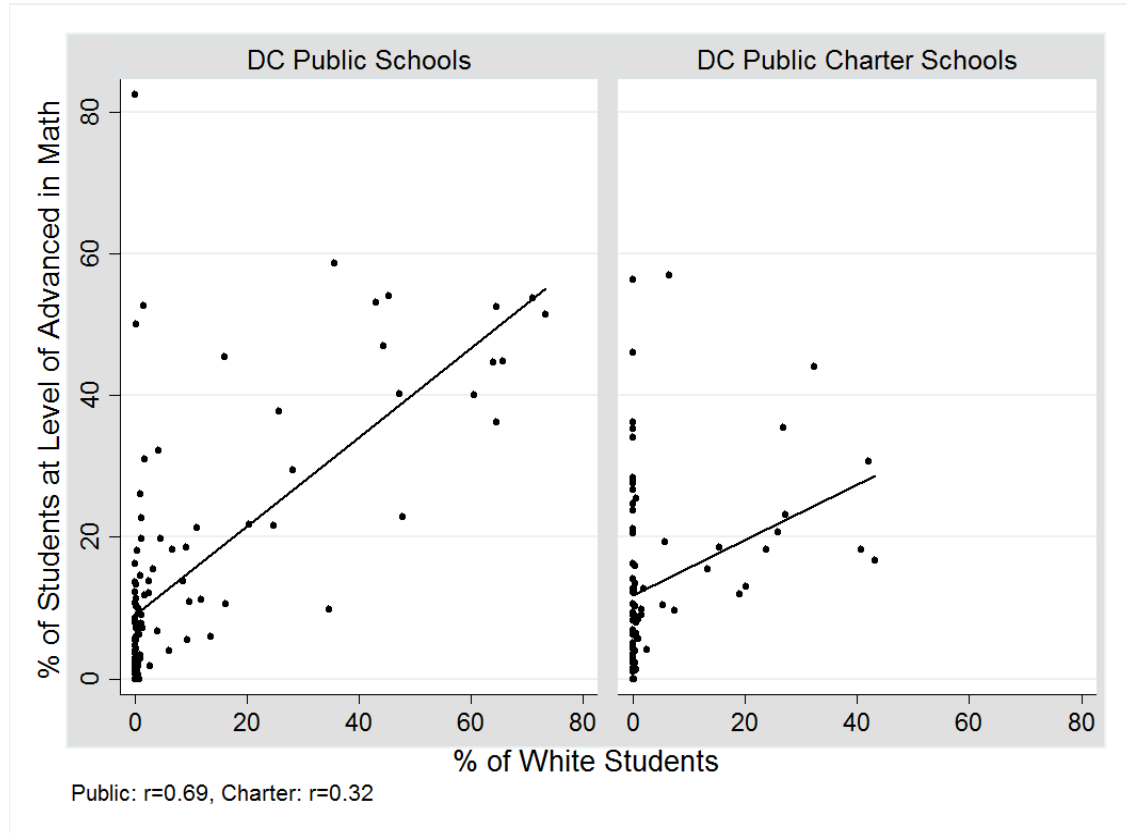 DC Public Schools
DC Public Charter Schools
% of Students at Level of Advanced in Math
80
60
40
20
0
0 20 40 60 80
0 20 40 60 80
% of White Students
Public: r=0.69, Charter: r=0.32